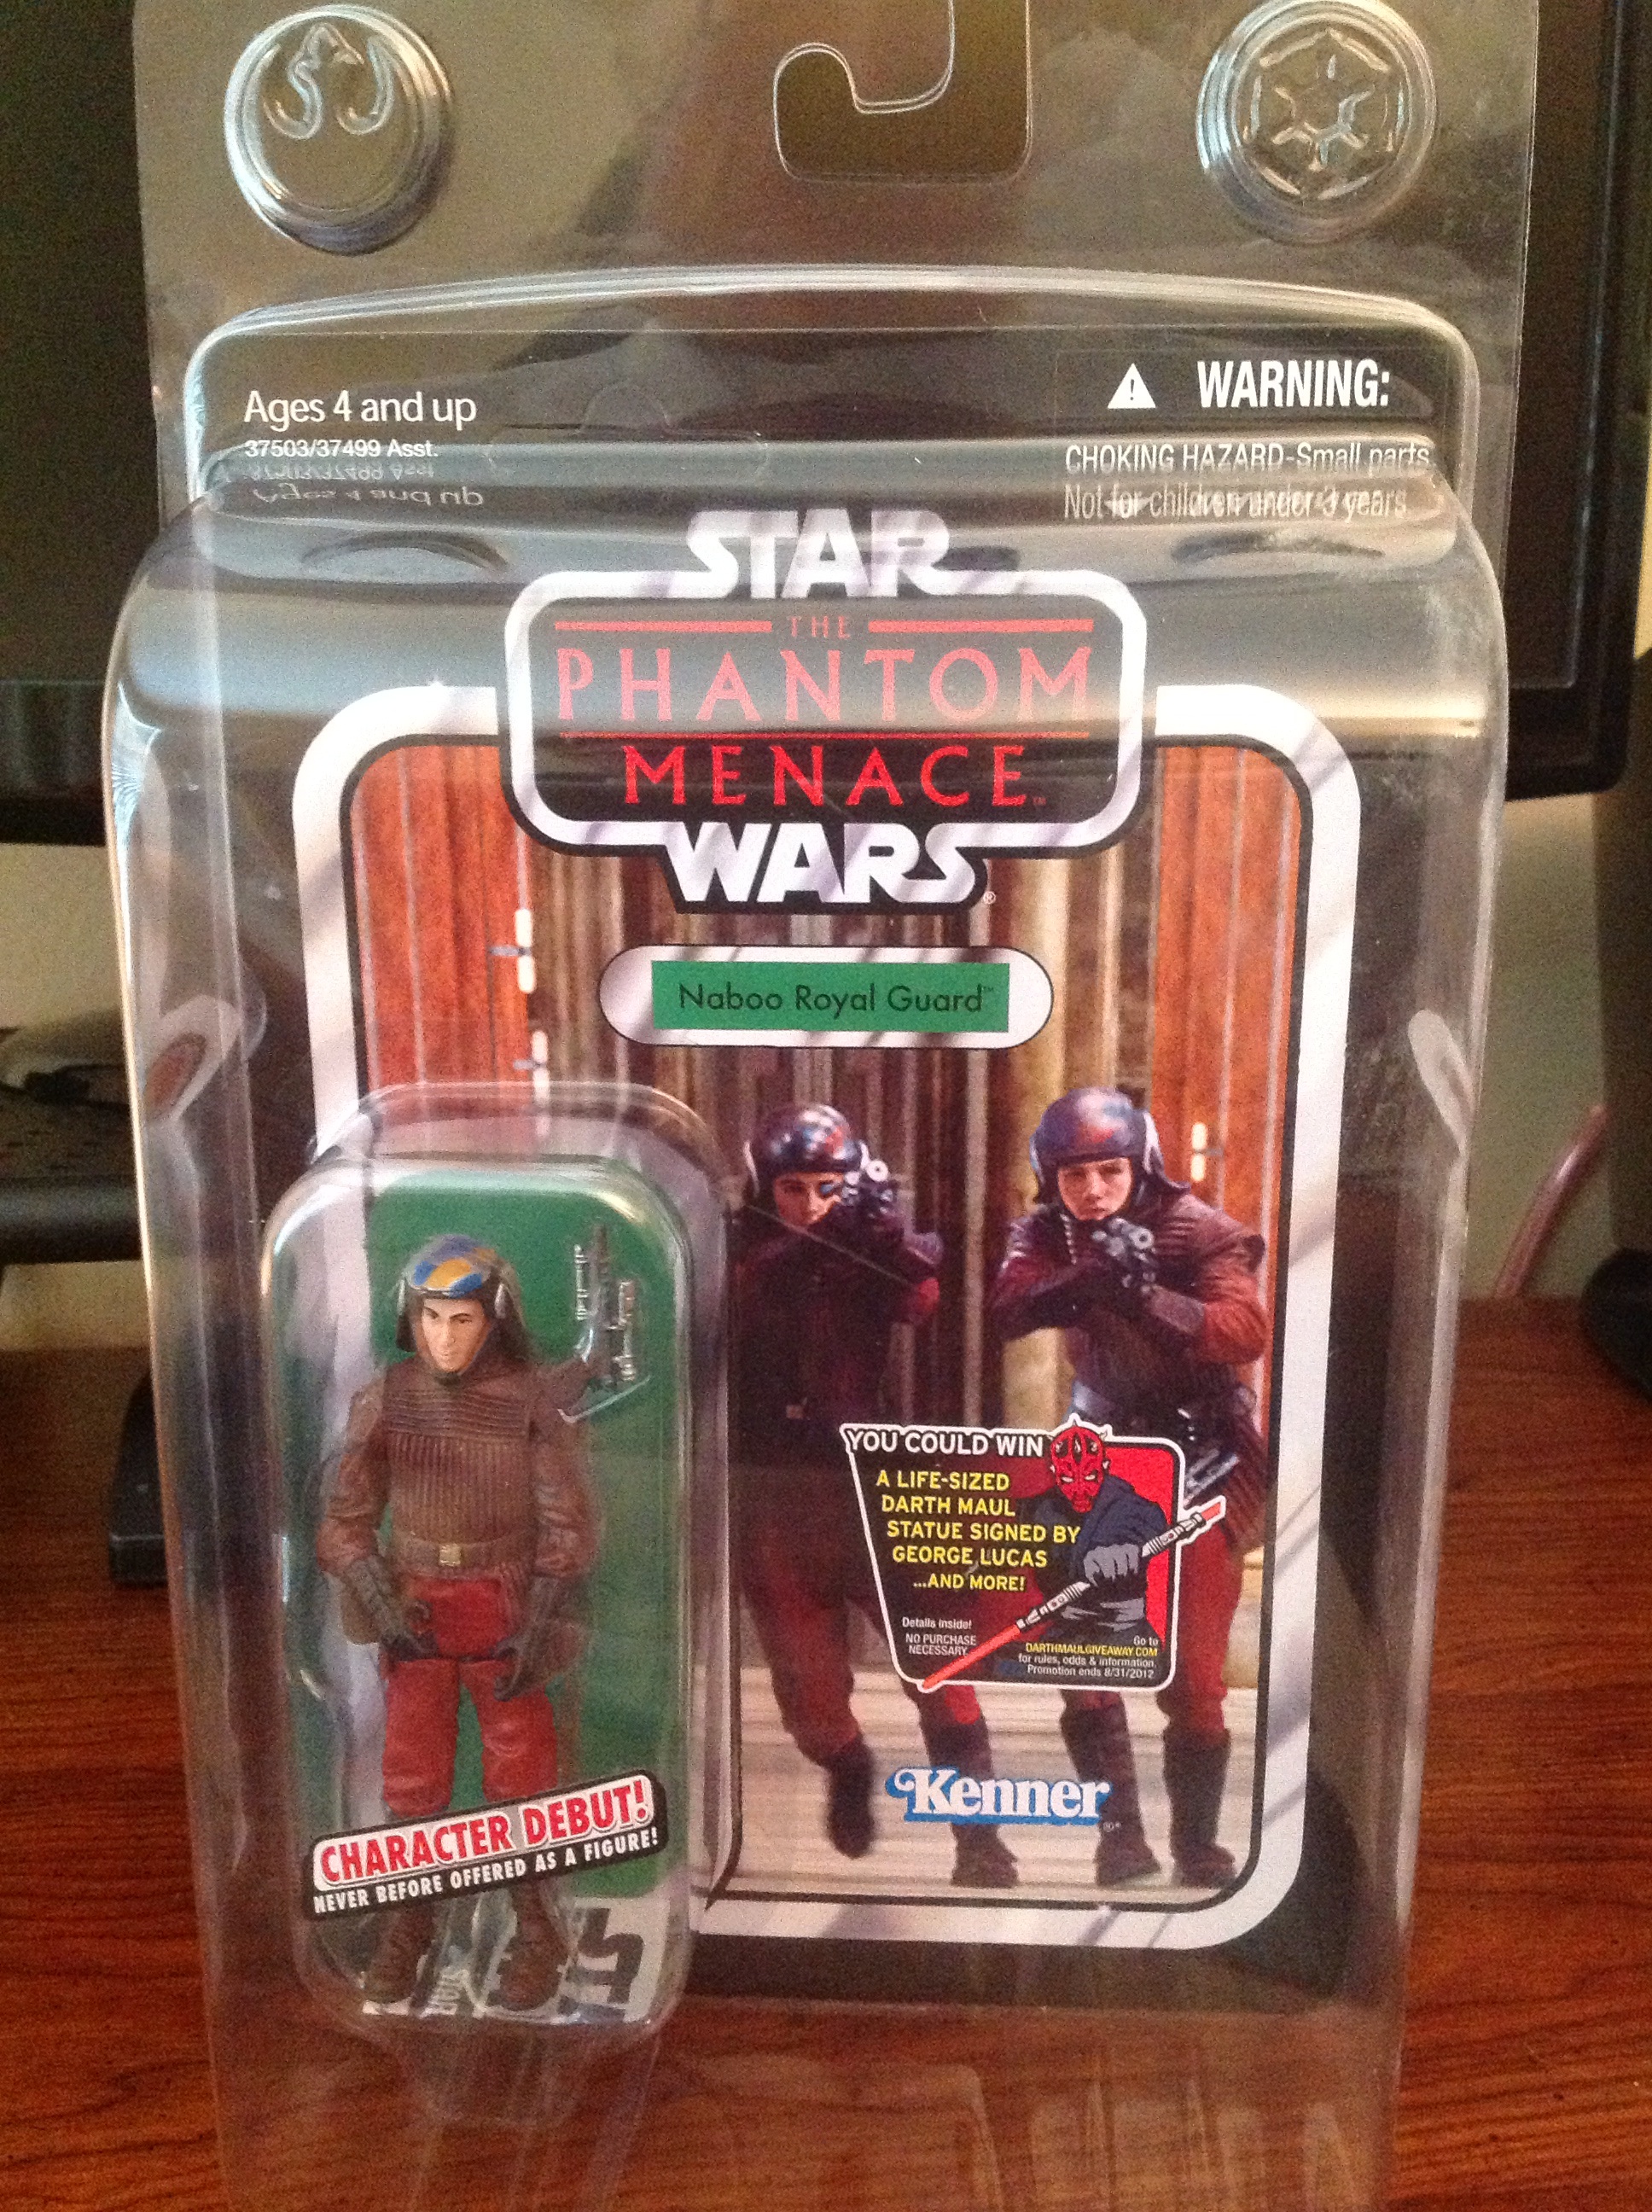 Ages 4 and up
37503/37499 Asst.
WARNING:
CHOKING HAZARD-Small parts
Not for children under 3 years
STAR
THE
PHANTOM
MENACE™
WARS®
Naboo Royal Guard™
YOU COULD WIN
A LIFE-SIZED
DARTH MAUL
STATUE SIGNED BY
GEORGE LUCAS
...AND MORE!
Details inside!
NO PURCHASE
NECESSARY
Go to
DARTHMAULGIVEAWAY.COM
for rules, odds & information.
Promotion ends 8/31/2012
Kenner
CHARACTER DEBUT!
NEVER BEFORE OFFERED AS A FIGURE!